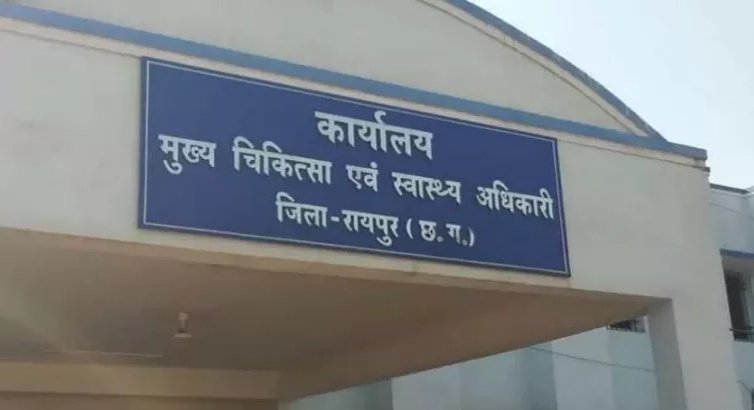 कार्यालय
मुख्य चिकित्सा एवं स्वास्थ्य अधिकारी
जिला-रायपुर (छ.ग.)